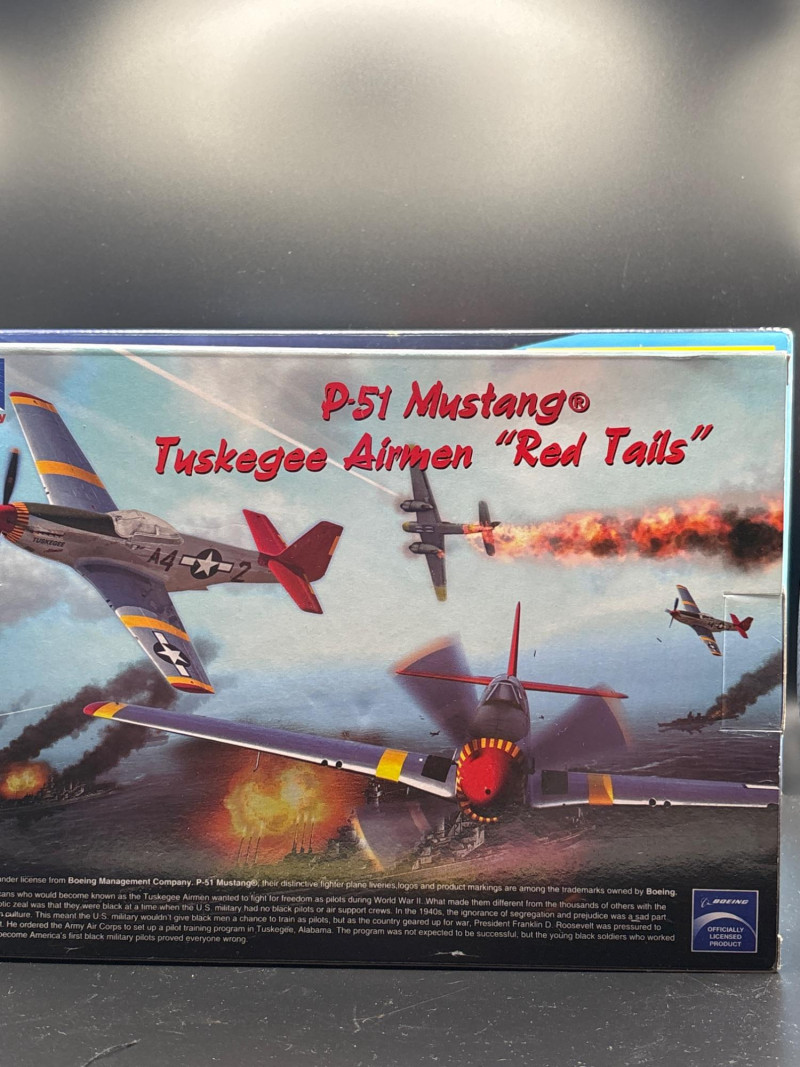 P-51 Mustang®
Tuskegee Airmen "Red Tails"
TUSKEGEE
A4 2
under license from Boeing Management Company. P-51 Mustang®, their distinctive fighter plane liveries, logos and product markings are among the trademarks owned by Boeing.
cans who would become known as the Tuskegee Airmen wanted to fight for freedom as pilots during World War II. What made them different from the thousands of others with the
otic zeal was that they were black at a time when the U.S. military had no black pilots or air support crews. In the 1940s, the ignorance of segregation and prejudice was a sad part
n culture. This meant the U.S. military wouldn't give black men a chance to train as pilots, but as the country geared up for war, President Franklin D. Roosevelt was pressured to
t. He ordered the Army Air Corps to set up a pilot training program in Tuskegee, Alabama. The program was not expected to be successful, but the young black soldiers who worked
become America's first black military pilots proved everyone wrong.
BOEING
OFFICIALLY
LICENSED
PRODUCT